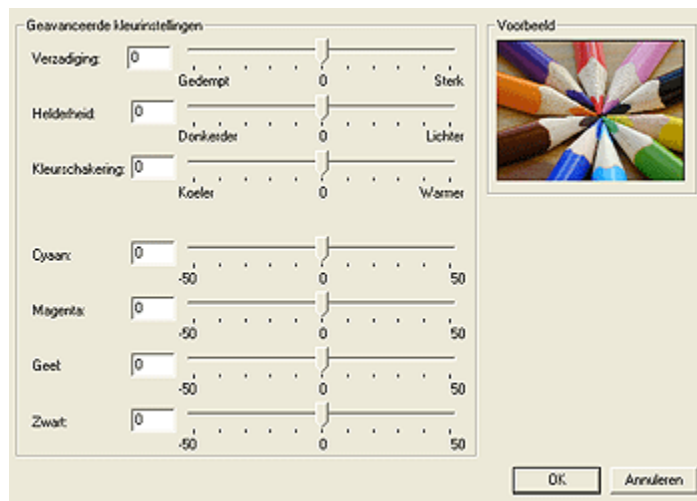 Geavanceerde kleurinstellingen
Verzadiging: 0
Gedempt 0 Sterk
Helderheid: 0
Donkerder 0 Lichter
Kleurschakering: 0
Koeler 0 Warmer
Cyaan: 0
-50 0 50
Magenta: 0
-50 0 50
Geel: 0
-50 0 50
Zwart: 0
-50 0 50
Voorbeeld
OK Annuleren